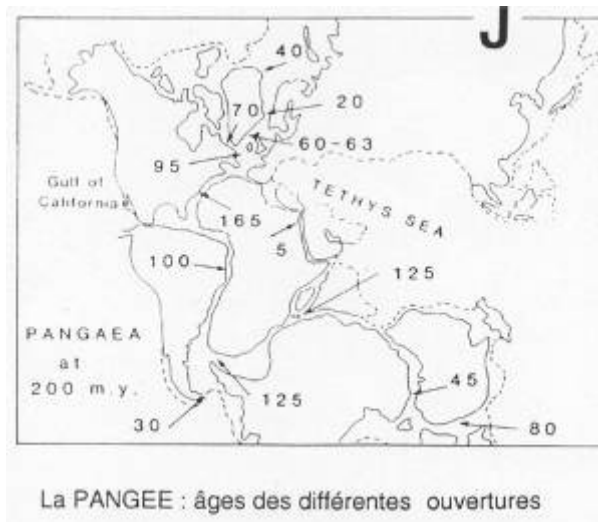 J
40
70
20
60-63
95
Gulf of
California
TETHYS SEA
165
5
100
125
PANGAEA
at
200 m.y.
125
45
30
80
La PANGEE : âges des différentes ouvertures